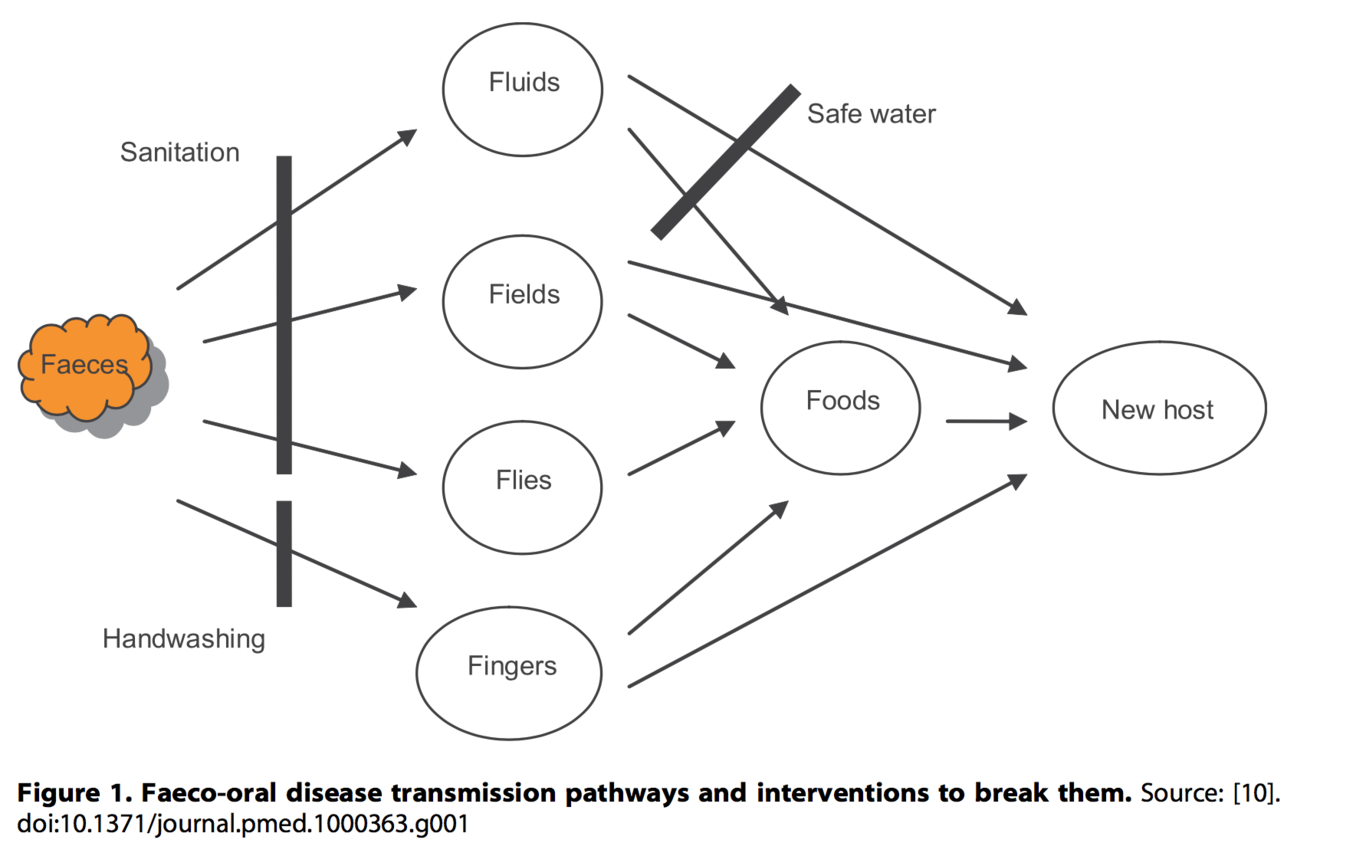 Fluids
Safe water
Sanitation
Fields
Faeces
Foods
New host
Flies
Handwashing
Fingers
Figure 1. Faeco-oral disease transmission pathways and interventions to break them. Source: [10].
doi:10.1371/journal.pmed.1000363.g001